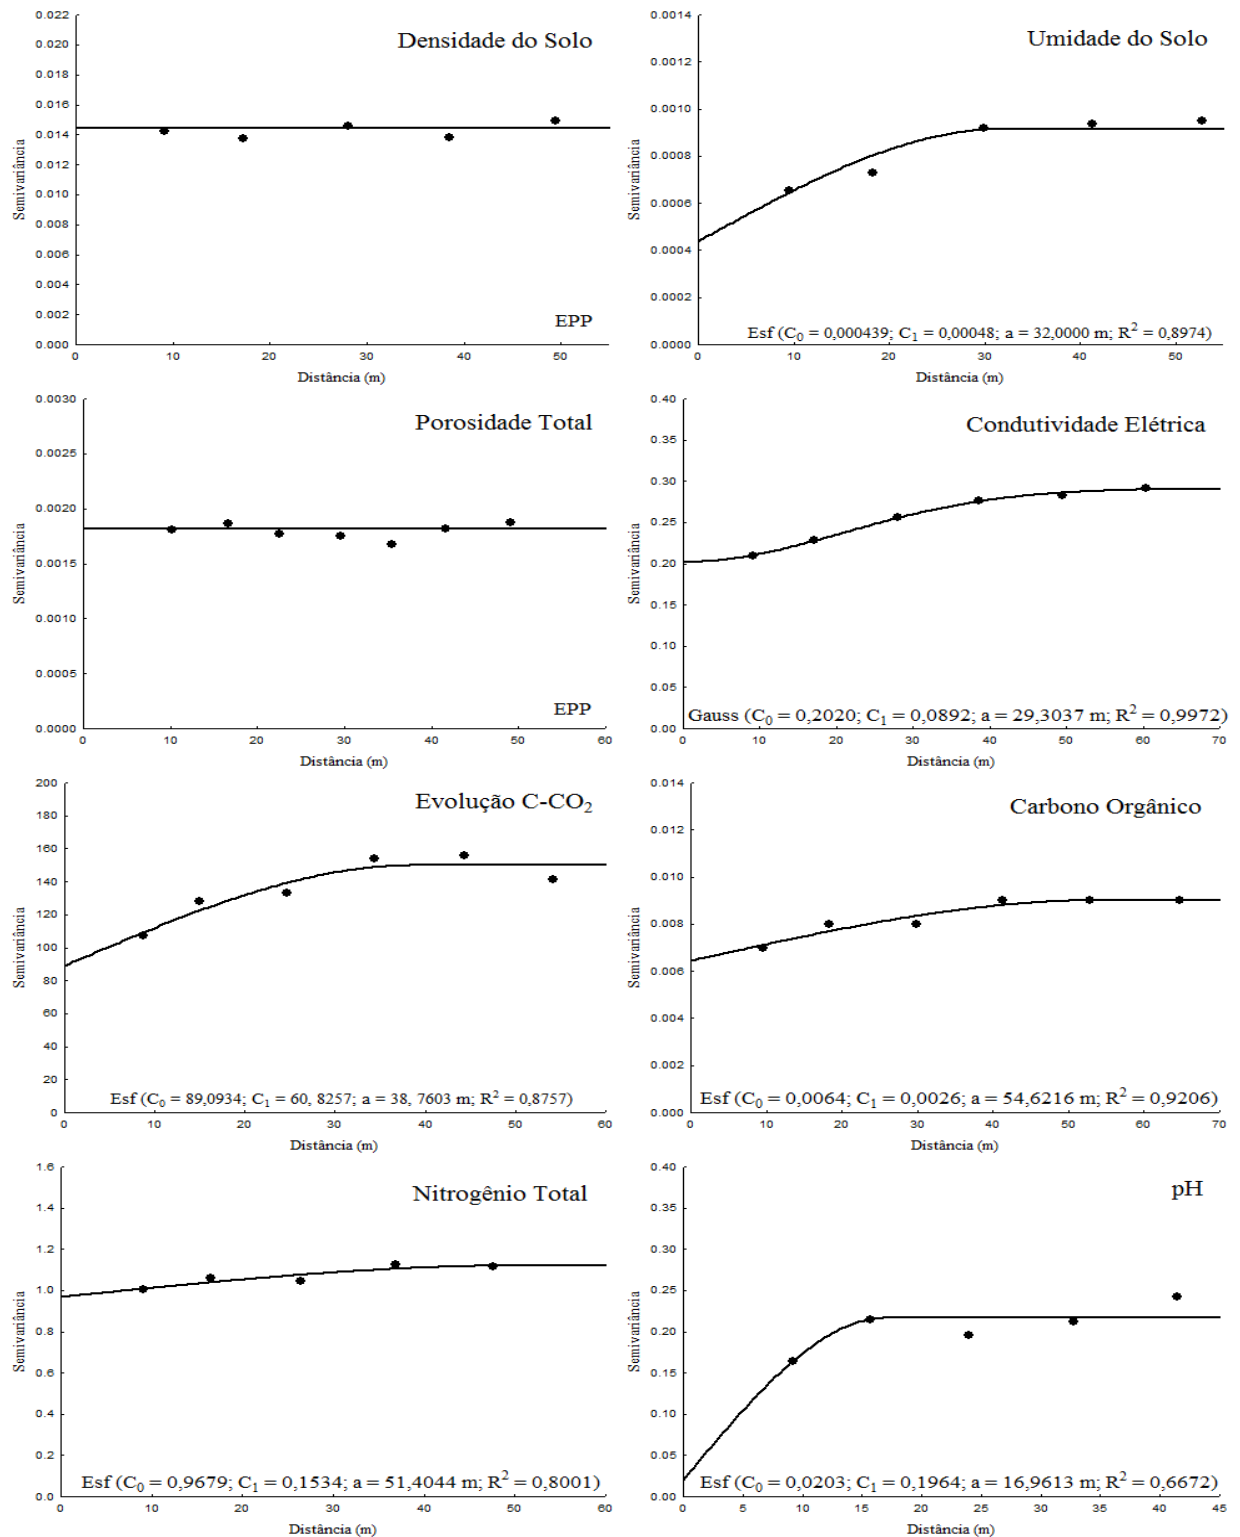 Densidade do Solo
0.022
0.020
0.018
0.016
0.014
0.012
0.010
0.008
0.006
0.004
0.002
0.000
Semivariância
EPP
0 10 20 30 40 50
Distância (m)
Umidade do Solo
0.0014
0.0012
0.0010
0.0008
0.0006
0.0004
0.0002
0.0000
Semivariância
Esf (C0 = 0,000439; C1 = 0,00048; a = 32,0000 m; R² = 0,8974)
0 10 20 30 40 50
Distância (m)
Porosidade Total
0.0030
0.0025
0.0020
0.0015
0.0010
0.0005
0.0000
Semivariância
EPP
0 10 20 30 40 50 60
Distância (m)
Condutividade Elétrica
0.40
0.35
0.30
0.25
0.20
0.15
0.10
0.05
0.00
Semivariância
Gauss (C0 = 0,2020; C1 = 0,0892; a = 29,3037 m; R² = 0,9972)
0 10 20 30 40 50 60 70
Distância (m)
Evolução C-CO2
200
180
160
140
120
100
80
60
40
20
0
Semivariância
Esf (C0 = 89,0934; C1 = 60, 8257; a = 38, 7603 m; R² = 0,8757)
0 10 20 30 40 50 60
Distância (m)
Carbono Orgânico
0.014
0.012
0.010
0.008
0.006
0.004
0.002
0.000
Semivariância
Esf (C0 = 0,0064; C1 = 0,0026; a = 54,6216 m; R² = 0,9206)
0 10 20 30 40 50 60 70
Distância (m)
Nitrogênio Total
1.6
1.4
1.2
1.0
0.8
0.6
0.4
0.2
0.0
Semivariância
Esf (C0 = 0,9679; C1 = 0,1534; a = 51,4044 m; R² = 0,8001)
0 10 20 30 40 50 60
Distância (m)
pH
0.40
0.35
0.30
0.25
0.20
0.15
0.10
0.05
0.00
Semivariância
Esf (C0 = 0,0203; C1 = 0,1964; a = 16,9613 m; R² = 0,6672)
0 5 10 15 20 25 30 35 40 45
Distância (m)